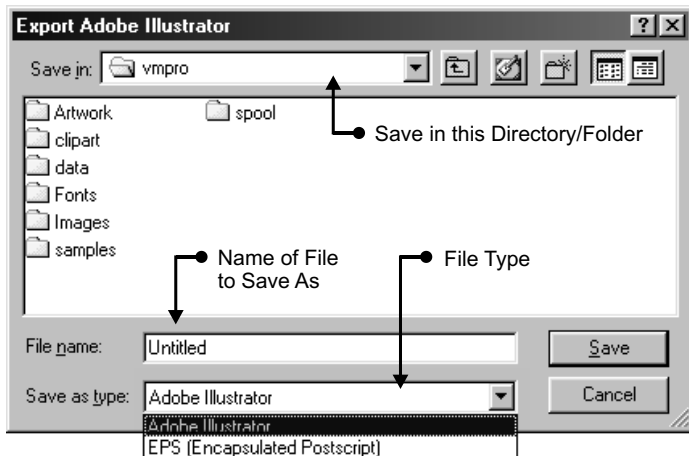 Export Adobe Illustrator
Save in: vmpro
Artwork
clipart
data
Fonts
Images
samples
spool
Save in this Directory/Folder
Name of File
to Save As
File Type
File name: Untitled
Save
Save as type: Adobe Illustrator
Cancel
Adobe Illustrator
EPS (Encapsulated Postscript)